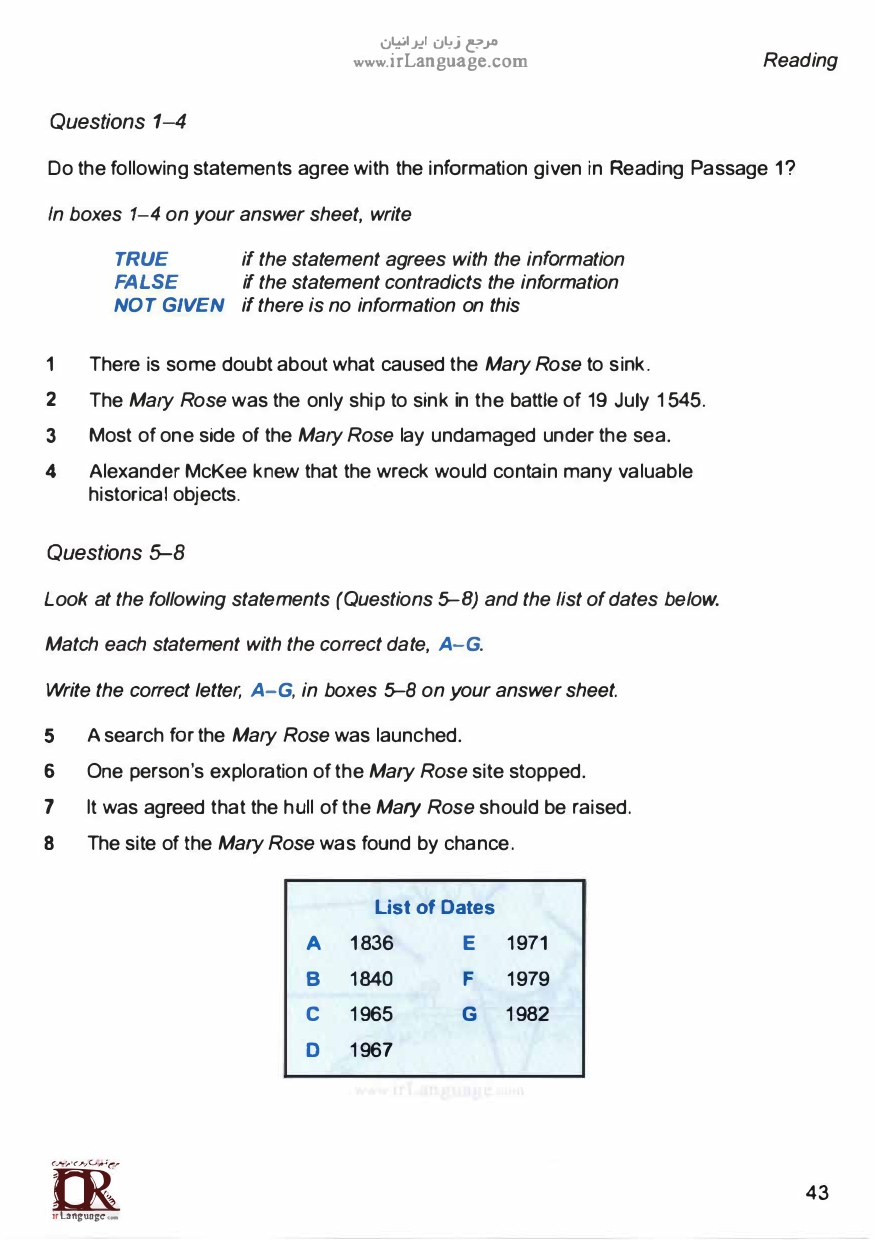 مرجع زبان ایرانیان
www.irLanguage.com
Reading
Questions 1–4
Do the following statements agree with the information given in Reading Passage 1?
In boxes 1–4 on your answer sheet, write
TRUE if the statement agrees with the information
FALSE if the statement contradicts the information
NOT GIVEN if there is no information on this
1 There is some doubt about what caused the Mary Rose to sink.
2 The Mary Rose was the only ship to sink in the battle of 19 July 1545.
3 Most of one side of the Mary Rose lay undamaged under the sea.
4 Alexander McKee knew that the wreck would contain many valuable
historical objects.
Questions 5–8
Look at the following statements (Questions 5–8) and the list of dates below.
Match each statement with the correct date, A–G.
Write the correct letter, A–G, in boxes 5–8 on your answer sheet.
5 A search for the Mary Rose was launched.
6 One person's exploration of the Mary Rose site stopped.
7 It was agreed that the hull of the Mary Rose should be raised.
8 The site of the Mary Rose was found by chance.
List of Dates
A 1836 E 1971
B 1840 F 1979
C 1965 G 1982
D 1967
www.irLanguage.com
irLanguage.com
43